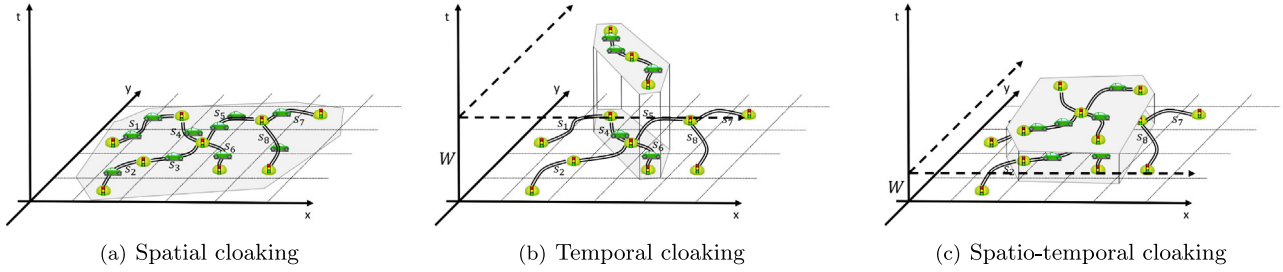 t
y
s1
s5
s7
s4
s8
s6
s3
s2
x
(a) Spatial cloaking
t
y
s1
s5
s7
s4
s8
s6
W
s2
x
(b) Temporal cloaking
t
y
s7
s8
W
x
(c) Spatio-temporal cloaking